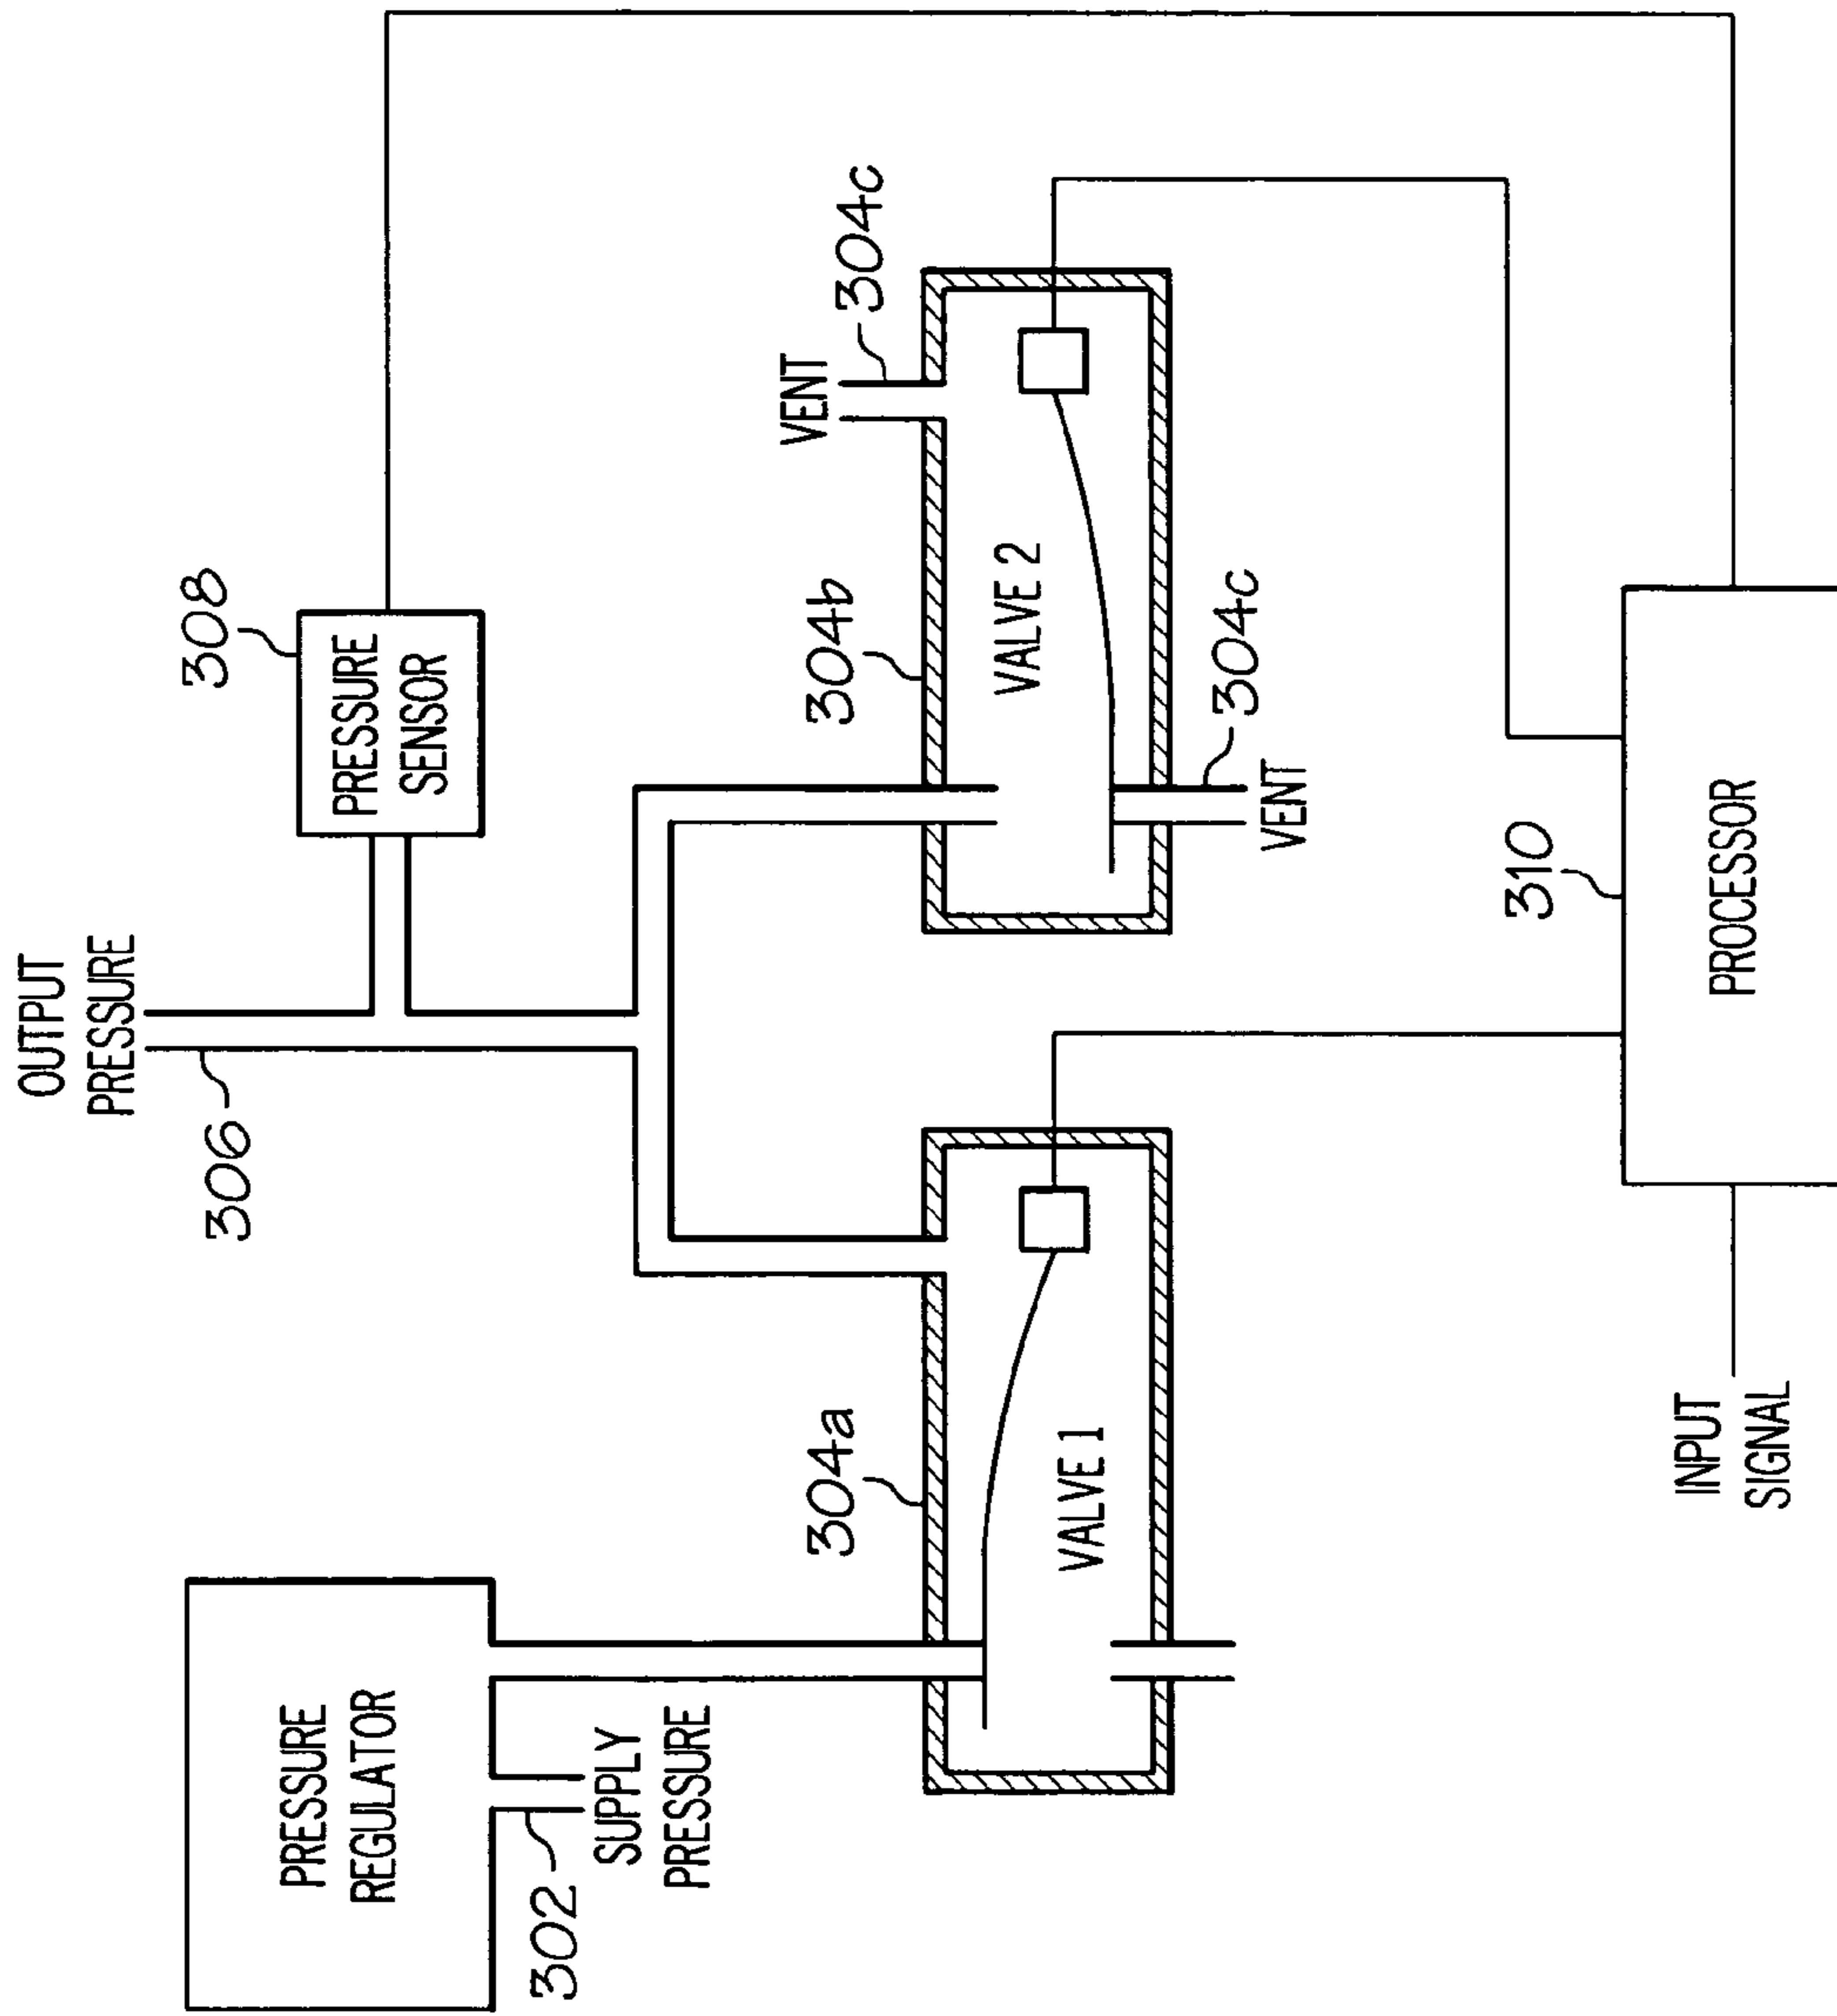 OUTPUT
PRESSURE
306
308
PRESSURE
SENSOR
PRESSURE
REGULATOR
302
SUPPLY
PRESSURE
304a
VALVE 1
304b
VALVE 2
VENT
304c
VENT
304c
310
PROCESSOR
INPUT
SIGNAL